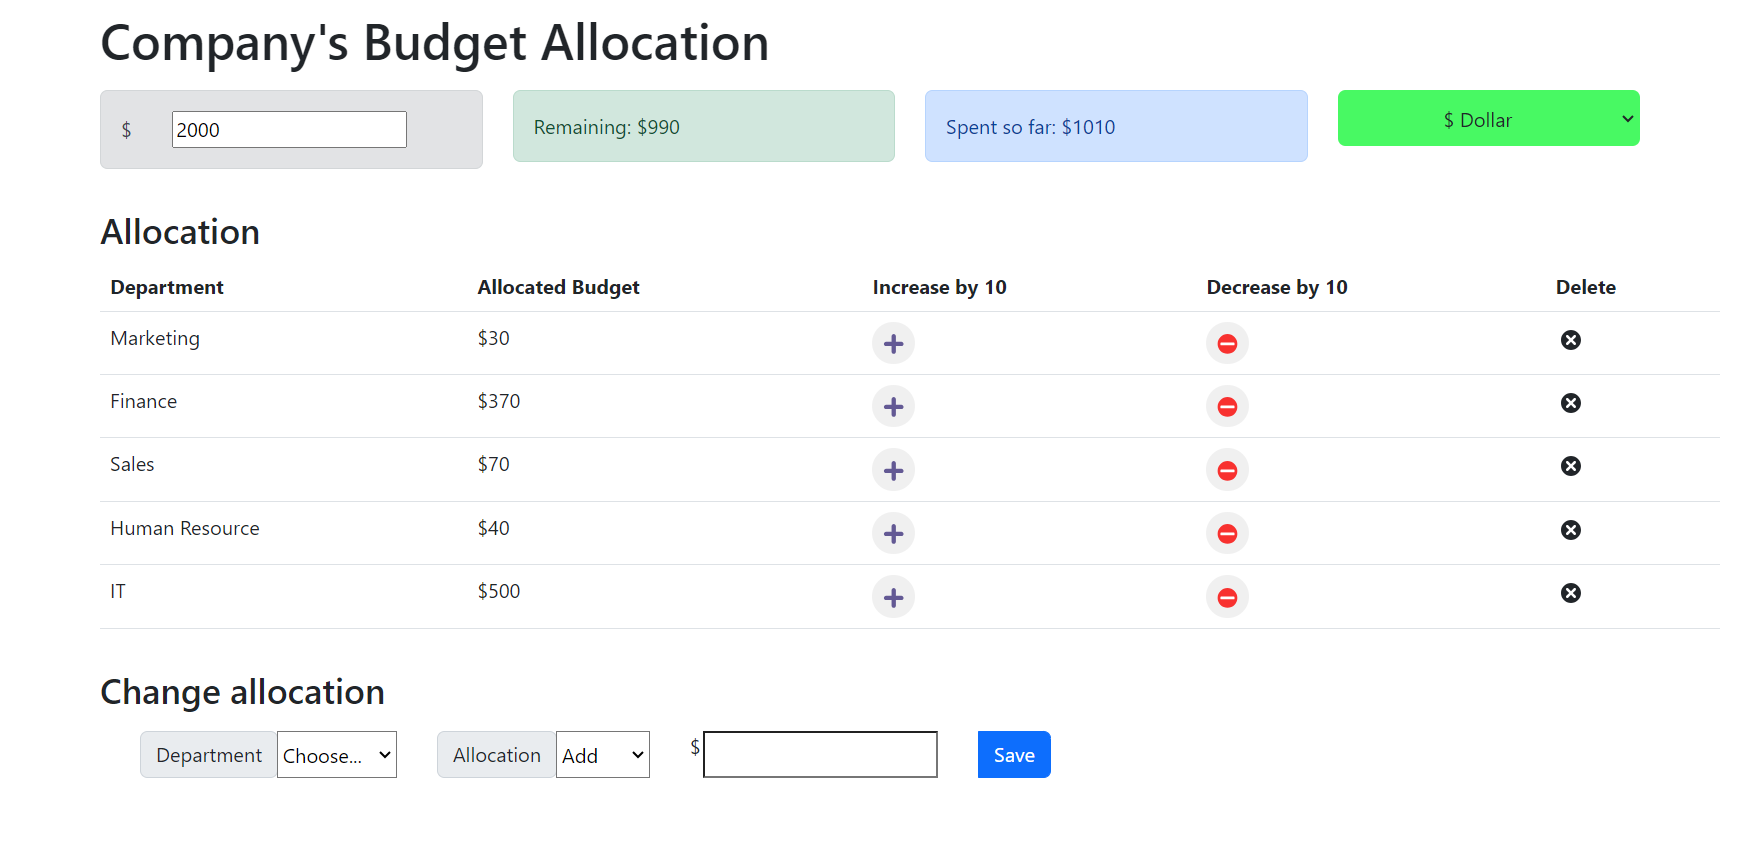 Company's Budget Allocation
$ 2000 Remaining: $990 Spent so far: $1010 $ Dollar
Allocation
Department Allocated Budget Increase by 10 Decrease by 10 Delete
Marketing $30
Finance $370
Sales $70
Human Resource $40
IT $500
Change allocation
Department Choose... Allocation Add $ Save